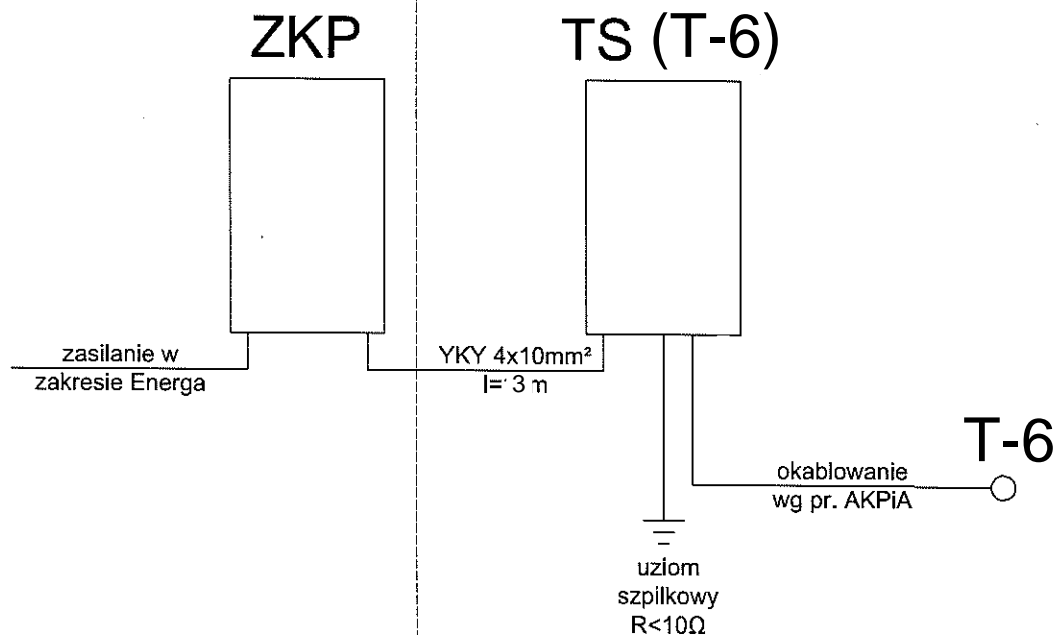 ZKP
TS (T-6)
zasilanie w
zakresie Energa
YKY 4x10mm²
l= 3 m
T-6
okablowanie
wg pr. AKPiA
uziom
szpilkowy
R<10Ω